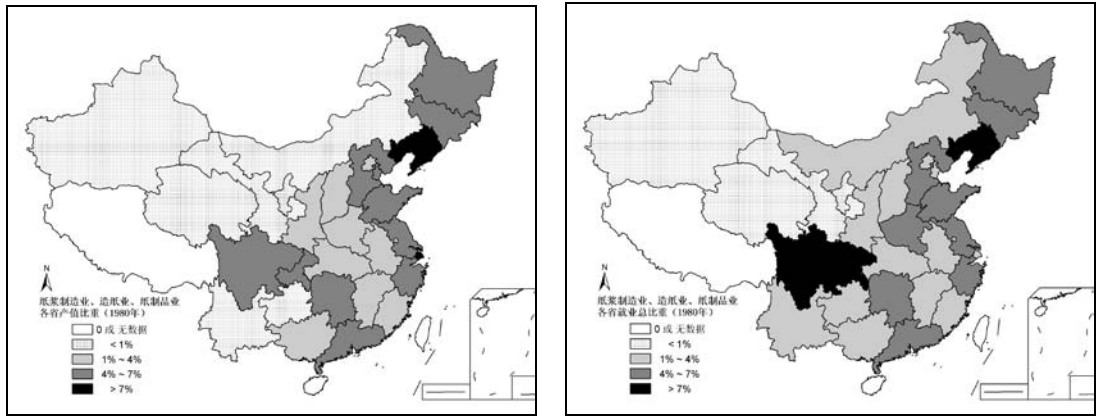 N
纸浆制造业、造纸业、纸制品业
各省产值比重（1980年）
0 或 无数据
< 1%
1% ~ 4%
4% ~ 7%
> 7%
N
纸浆制造业、造纸业、纸制品业
各省就业总比重（1980年）
0 或 无数据
< 1%
1% ~ 4%
4% ~ 7%
> 7%